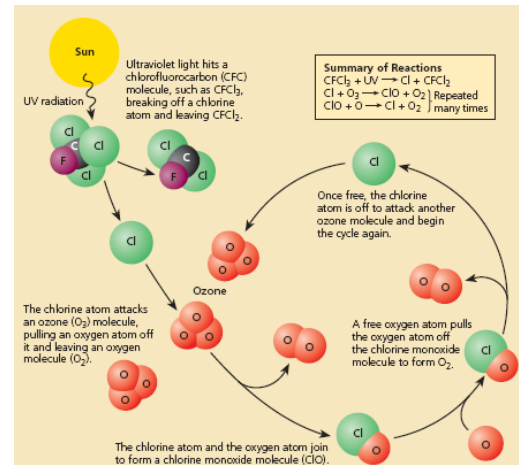 Sun
UV radiation
Ultraviolet light hits a
chlorofluorocarbon (CFC)
molecule, such as CFCl₃,
breaking off a chlorine
atom and leaving CFCl₂.
Summary of Reactions
CFCl₃ + UV → Cl + CFCl₂
Cl + O₃ → ClO + O₂
ClO + O → Cl + O₂
Repeated
many times
Cl
C
Cl
F
Cl
Cl
C
F
Cl
Cl
Once free, the chlorine
atom is off to attack another
ozone molecule and begin
the cycle again.
Cl
O
O
O
Ozone
O O
The chlorine atom attacks
an ozone (O₃) molecule,
pulling an oxygen atom off
it and leaving an oxygen
molecule (O₂).
O
O
O
O
O
O
O
O
A free oxygen atom pulls
the oxygen atom off
the chlorine monoxide
molecule to form O₂.
Cl
O
Cl
O
O
The chlorine atom and the oxygen atom join
to form a chlorine monoxide molecule (ClO).